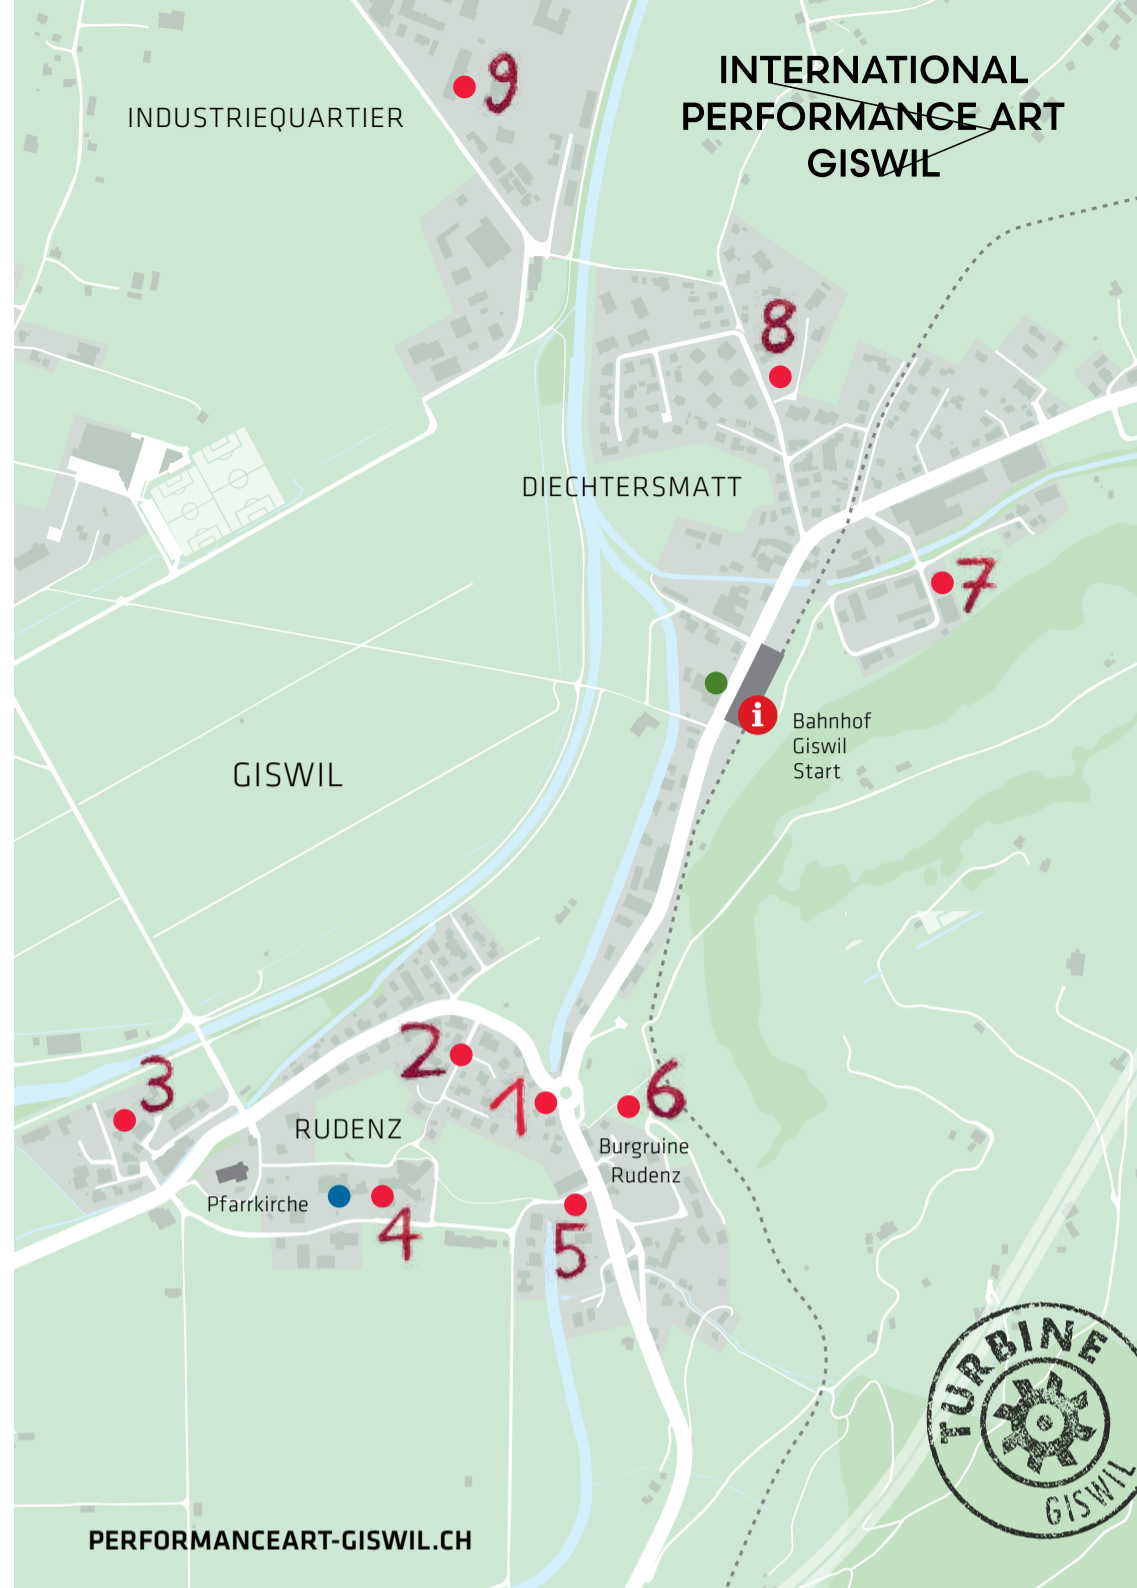 INTERNATIONAL
PERFORMANCE ART
GISWIL
9
INDUSTRIEQUARTIER
8
DIECHTERSMATT
7
i
Bahnhof
Giswil
Start
GISWIL
2
3
1
6
RUDENZ
Burgruine
Rudenz
Pfarrkirche
4
5
TURBINE
GISWIL
PERFORMANCEART-GISWIL.CH